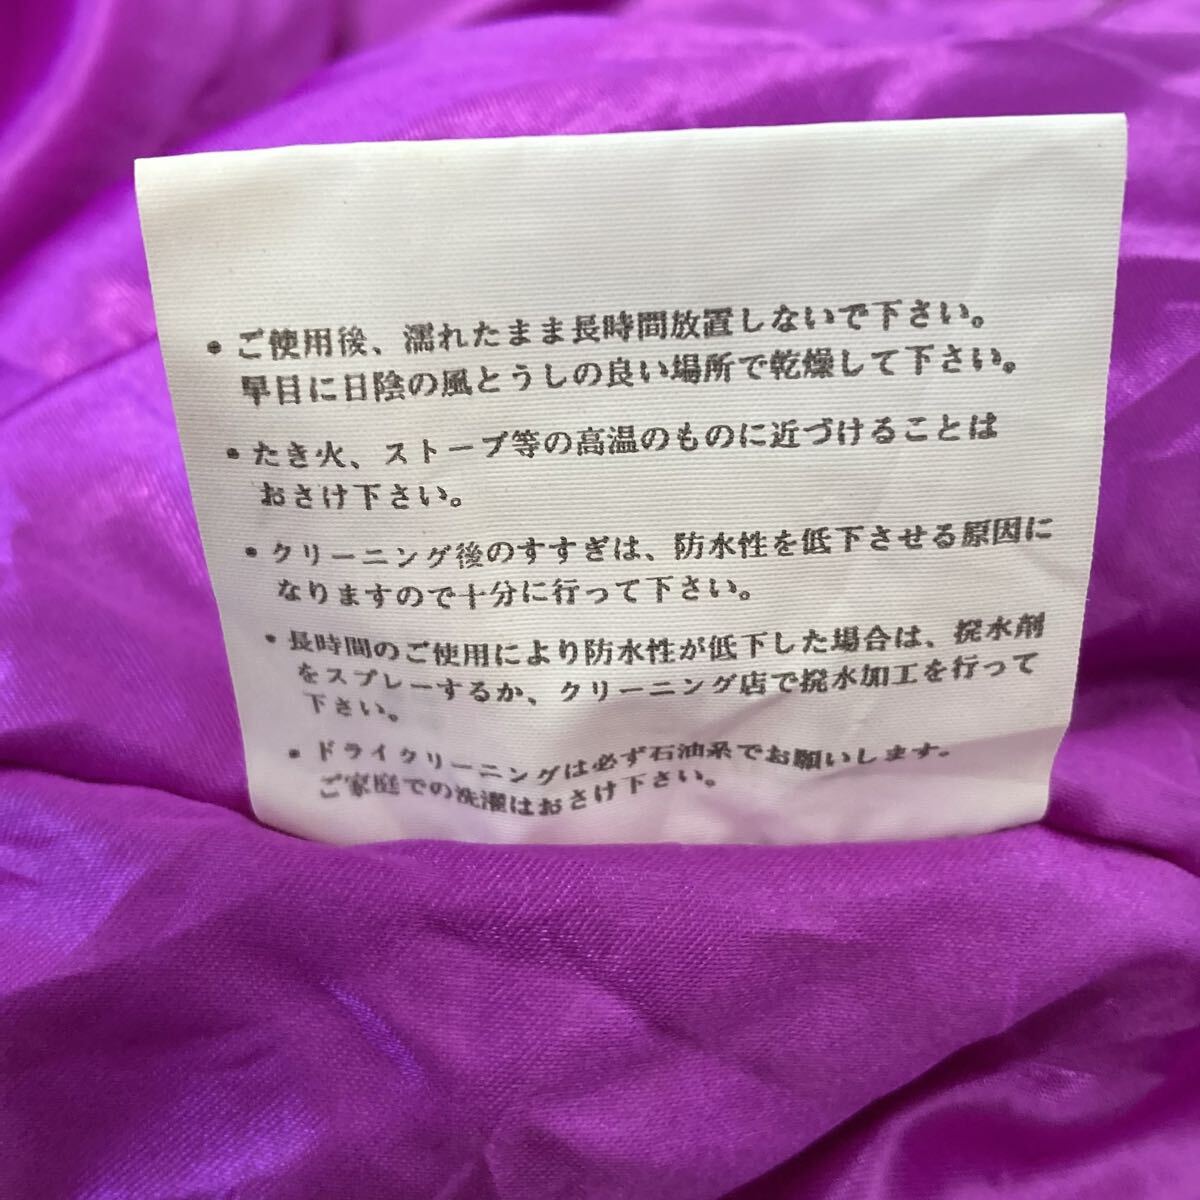 • ご使用後、濡れたまま長時間放置しないで下さい。
早目に日陰の風とうしの良い場所で乾燥して下さい。
• たき火、ストーブ等の高温のものに近づけることは
おさけ下さい。
• クリーニング後のすすぎは、防水性を低下させる原因に
なりますので十分に行って下さい。
• 長時間のご使用により防水性が低下した場合は、撥水剤
をスプレーするか、クリーニング店で撥水加工を行って
下さい。
• ドライクリーニングは必ず石油系でお願いします。
ご家庭での洗濯はおさけ下さい。